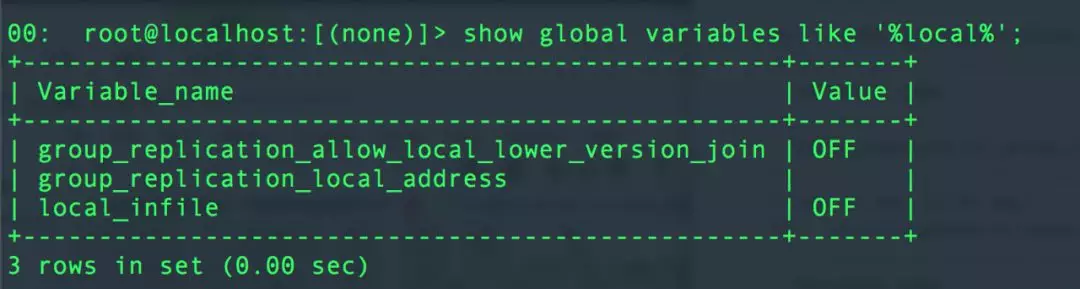 00:  root@localhost:[(none)]> show global variables like '%local%';
+---------------------------------------------------+-------+
| Variable_name                                     | Value |
+---------------------------------------------------+-------+
| group_replication_allow_local_lower_version_join | OFF   |
| group_replication_local_address                   |       |
| local_infile                                      | OFF   |
+---------------------------------------------------+-------+
3 rows in set (0.00 sec)